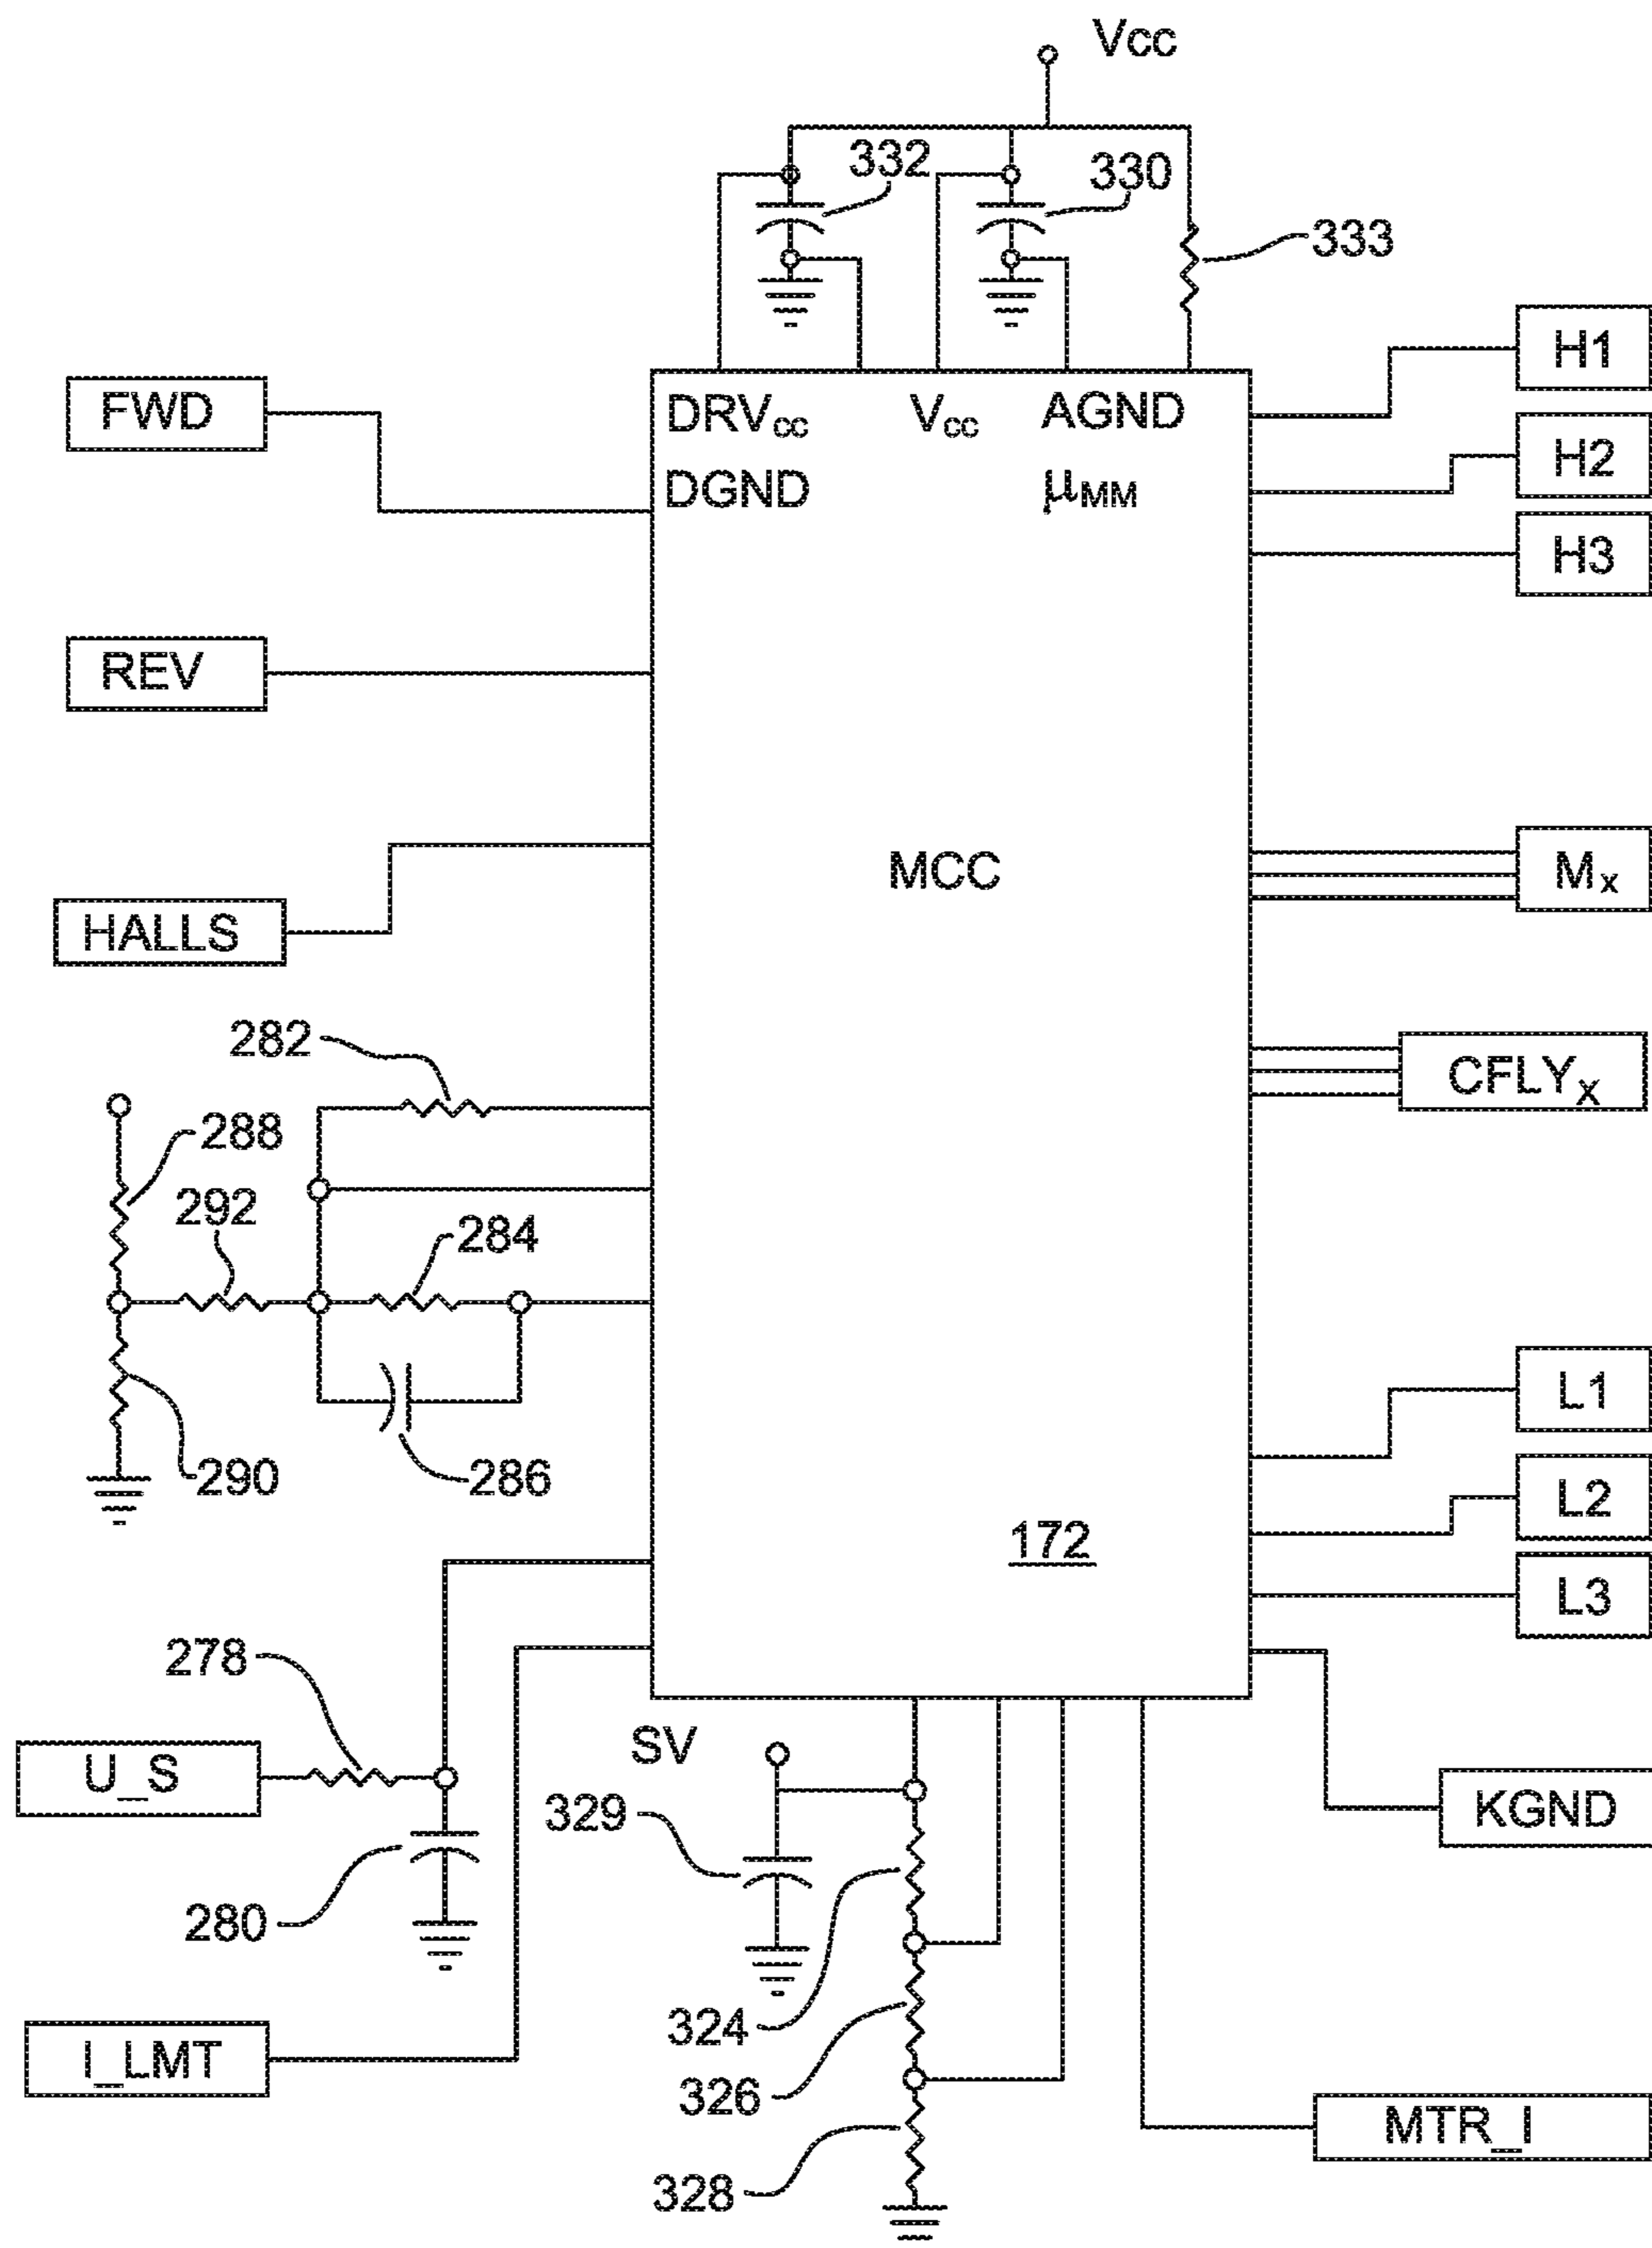 Vcc
332
330
333
H1
FWD
DRVcc
Vcc
AGND
H2
DGND
μMM
H3
REV
MCC
Mx
HALLS
282
CFLYx
288
292
284
290
286
L1
172
L2
L3
278
SV
U_S
329
KGND
280
324
I_LMT
326
MTR_I
328